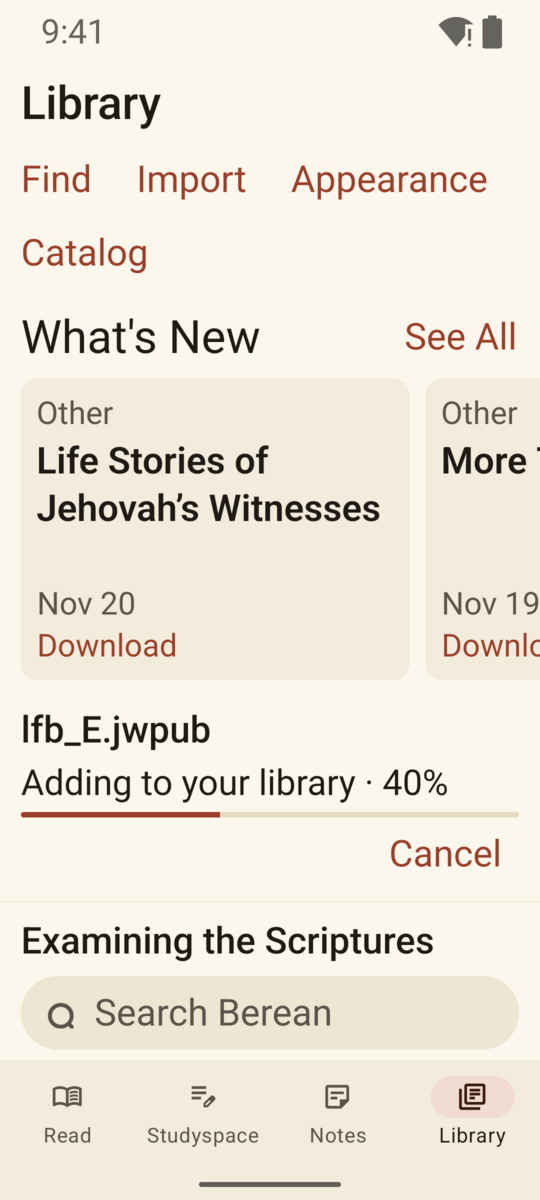 9:41
Library
Find Import Appearance
Catalog
What's New See All
Other
Life Stories of
Jehovah’s Witnesses
Nov 20
Download
Other
More
Nov 19
lfb_E.jwpub
Adding to your library · 40%
Cancel
Examining the Scriptures
Search Berean
Read Studyspace Notes Library